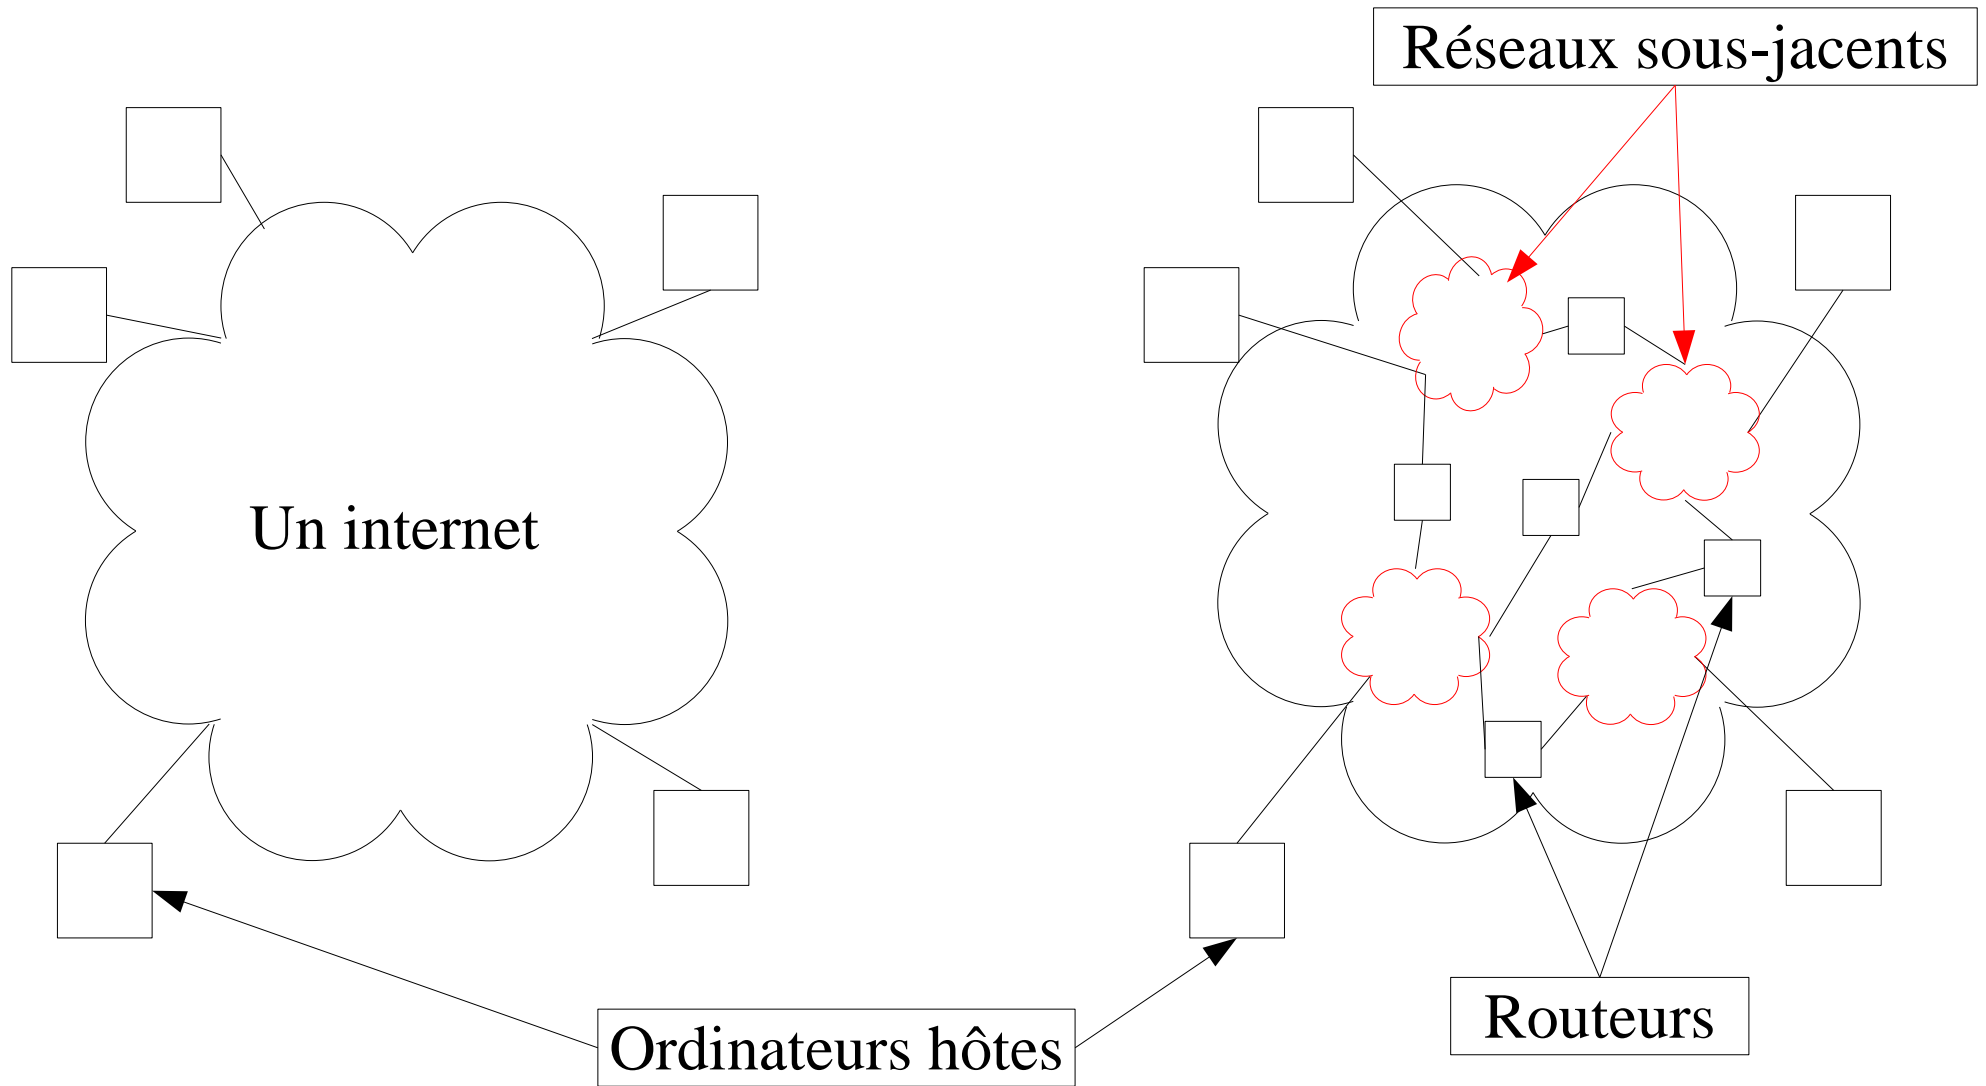 Réseaux sous-jacents
Un internet
Ordinateurs hôtes
Routeurs